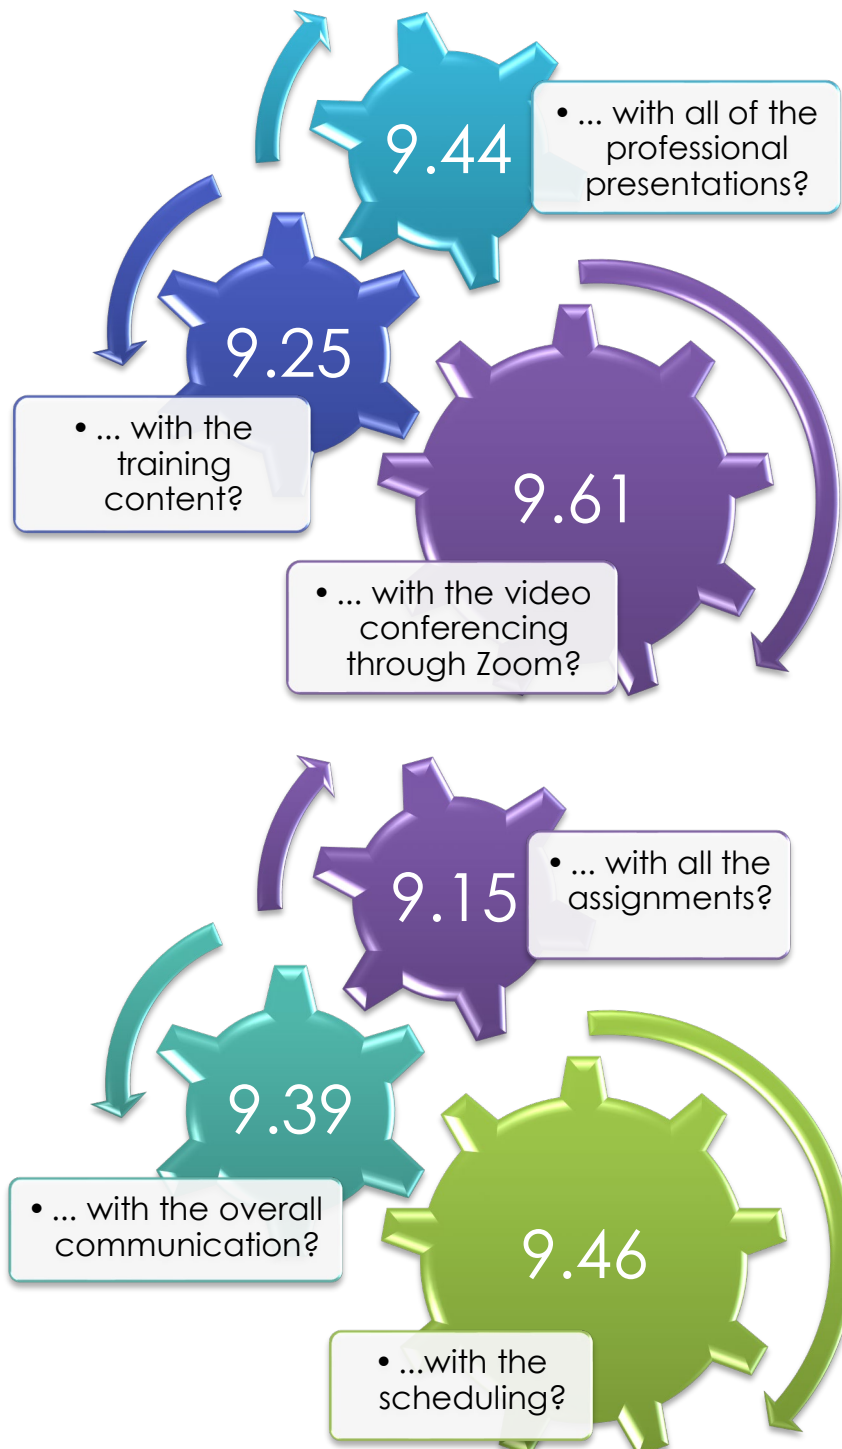 9.44
• ... with all of the
professional
presentations?
9.25
• ... with the
training
content?
9.61
• ... with the video
conferencing
through Zoom?
9.15
• ... with all the
assignments?
9.39
• ... with the overall
communication?
9.46
• ...with the
scheduling?